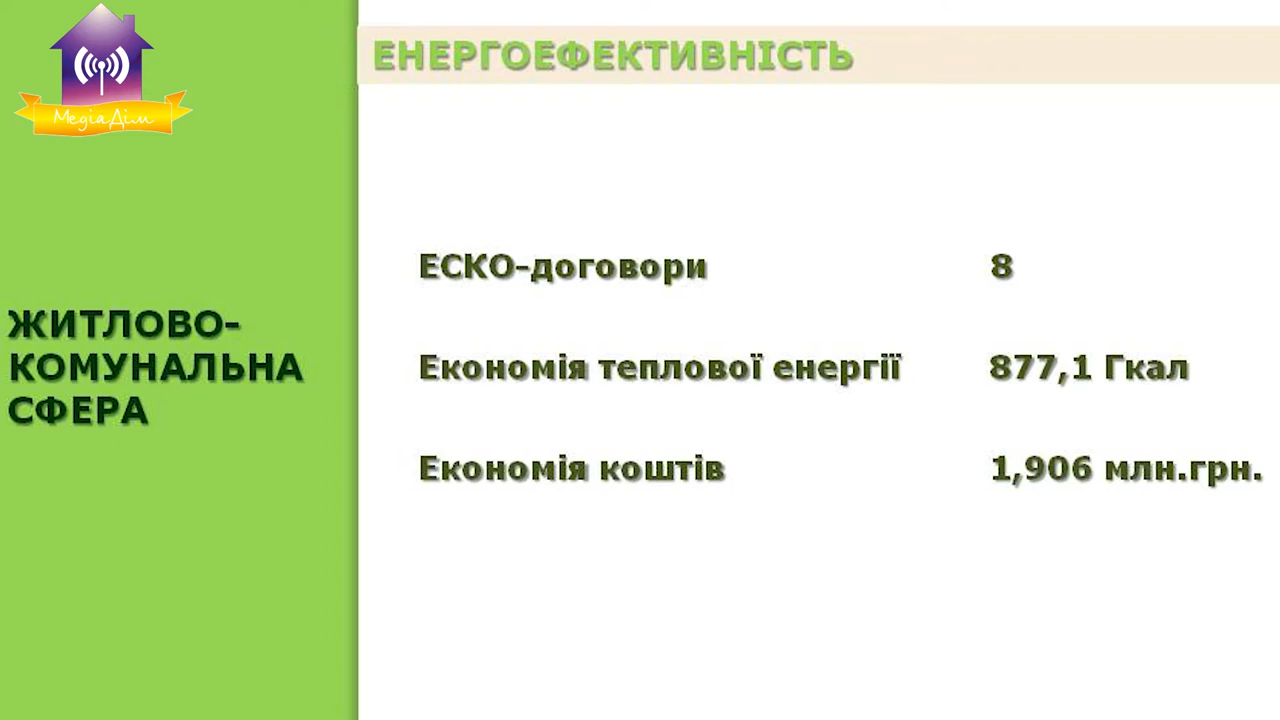 МедіаДім
ЕНЕРГОЕФЕКТИВНІСТЬ
ЖИТЛОВО-
КОМУНАЛЬНА
СФЕРА
ЕСКО-договори 8
Економія теплової енергії 877,1 Гкал
Економія коштів 1,906 млн.грн.